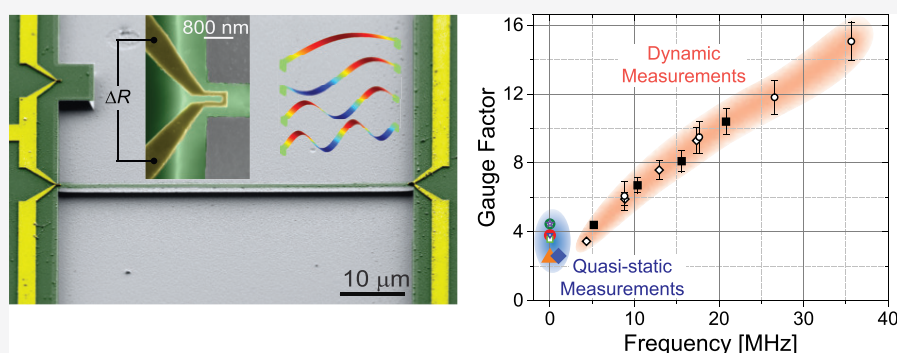 800 nm
ΔR
10 μm
16
12
8
4
0
Gauge Factor
Dynamic
Measurements
Quasi-static
Measurements
0
10
20
30
40
Frequency [MHz]